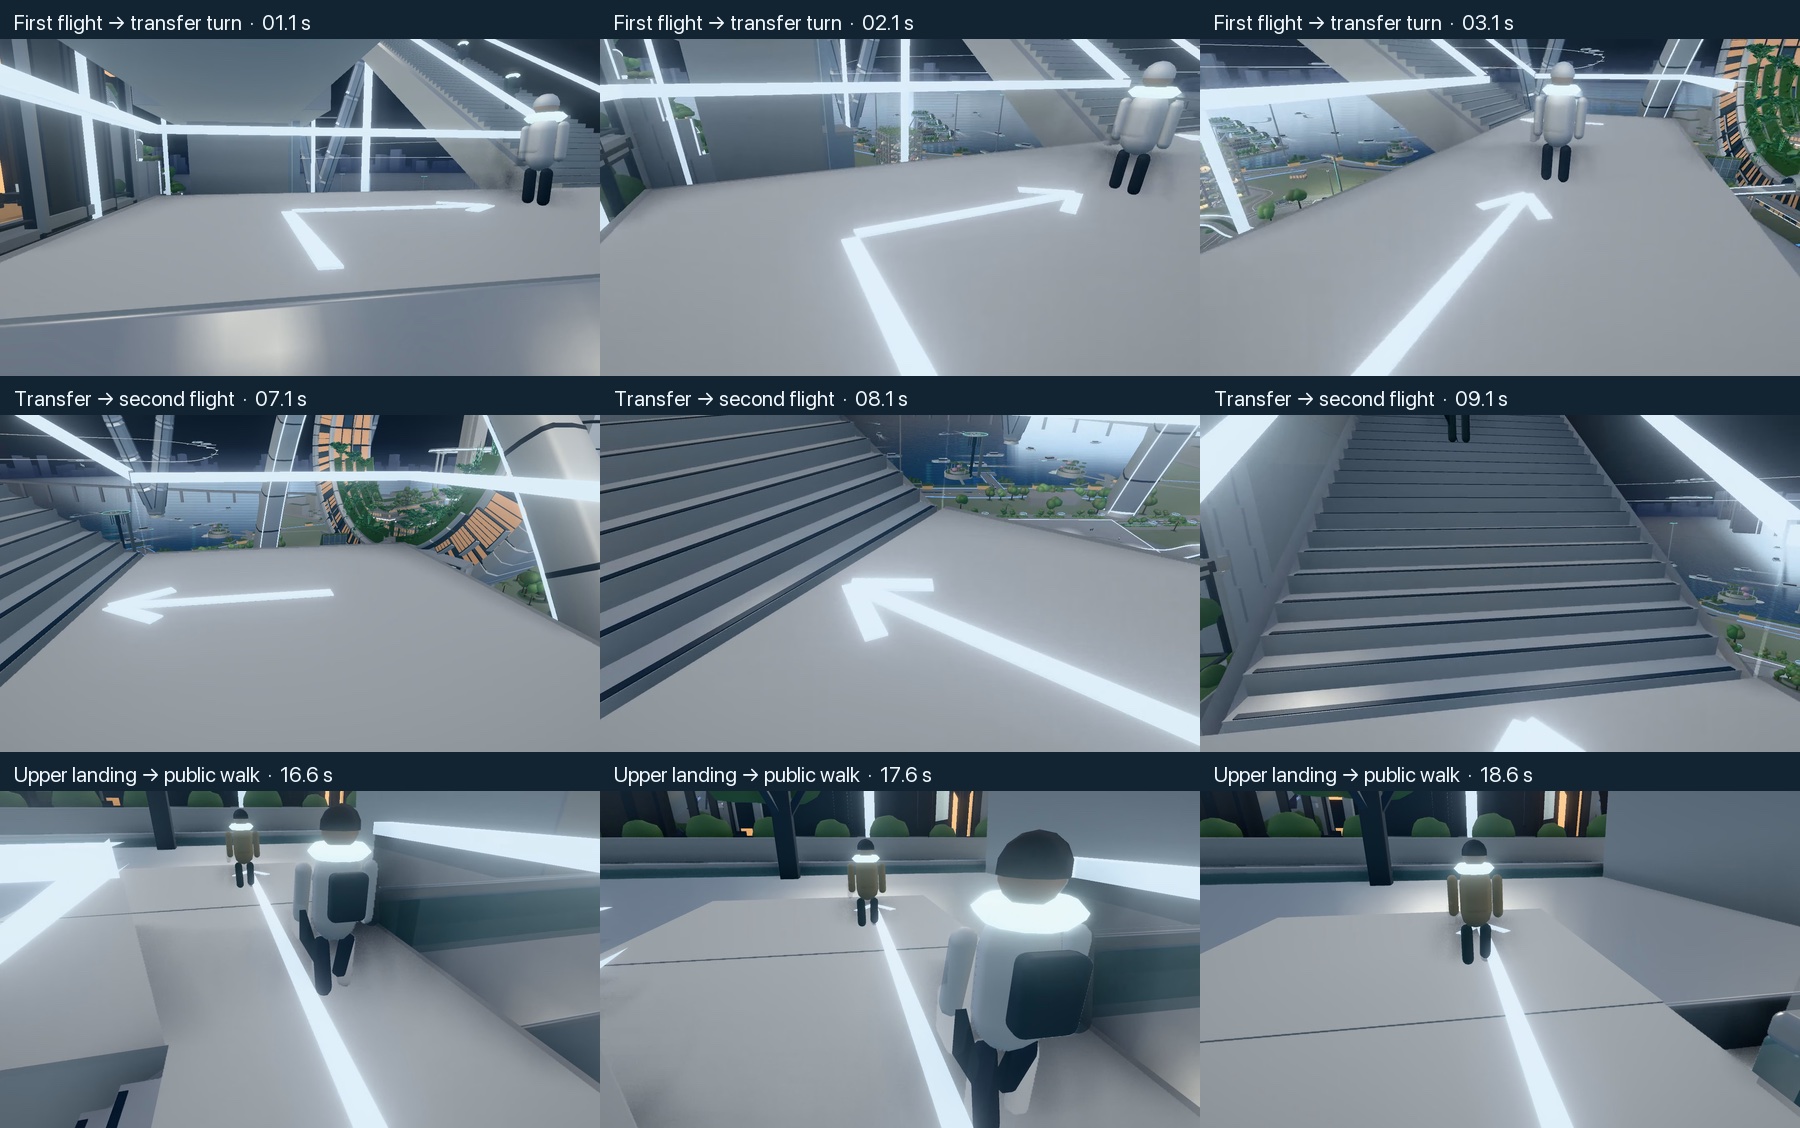 First flight → transfer turn · 01.1 s
First flight → transfer turn · 02.1 s
First flight → transfer turn · 03.1 s
Transfer → second flight · 07.1 s
Transfer → second flight · 08.1 s
Transfer → second flight · 09.1 s
Upper landing → public walk · 16.6 s
Upper landing → public walk · 17.6 s
Upper landing → public walk · 18.6 s